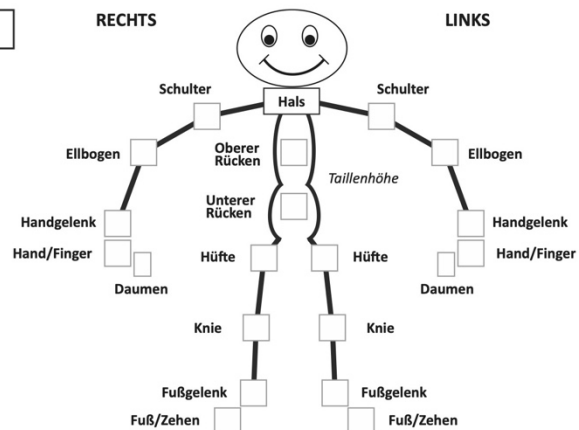 RECHTS
LINKS
Schulter
Schulter
Hals
Ellbogen
Oberer
Rücken
Ellbogen
Taillenhöhe
Unterer
Rücken
Handgelenk
Handgelenk
Hand/Finger
Hüfte
Hüfte
Hand/Finger
Daumen
Daumen
Knie
Knie
Fußgelenk
Fußgelenk
Fuß/Zehen
Fuß/Zehen